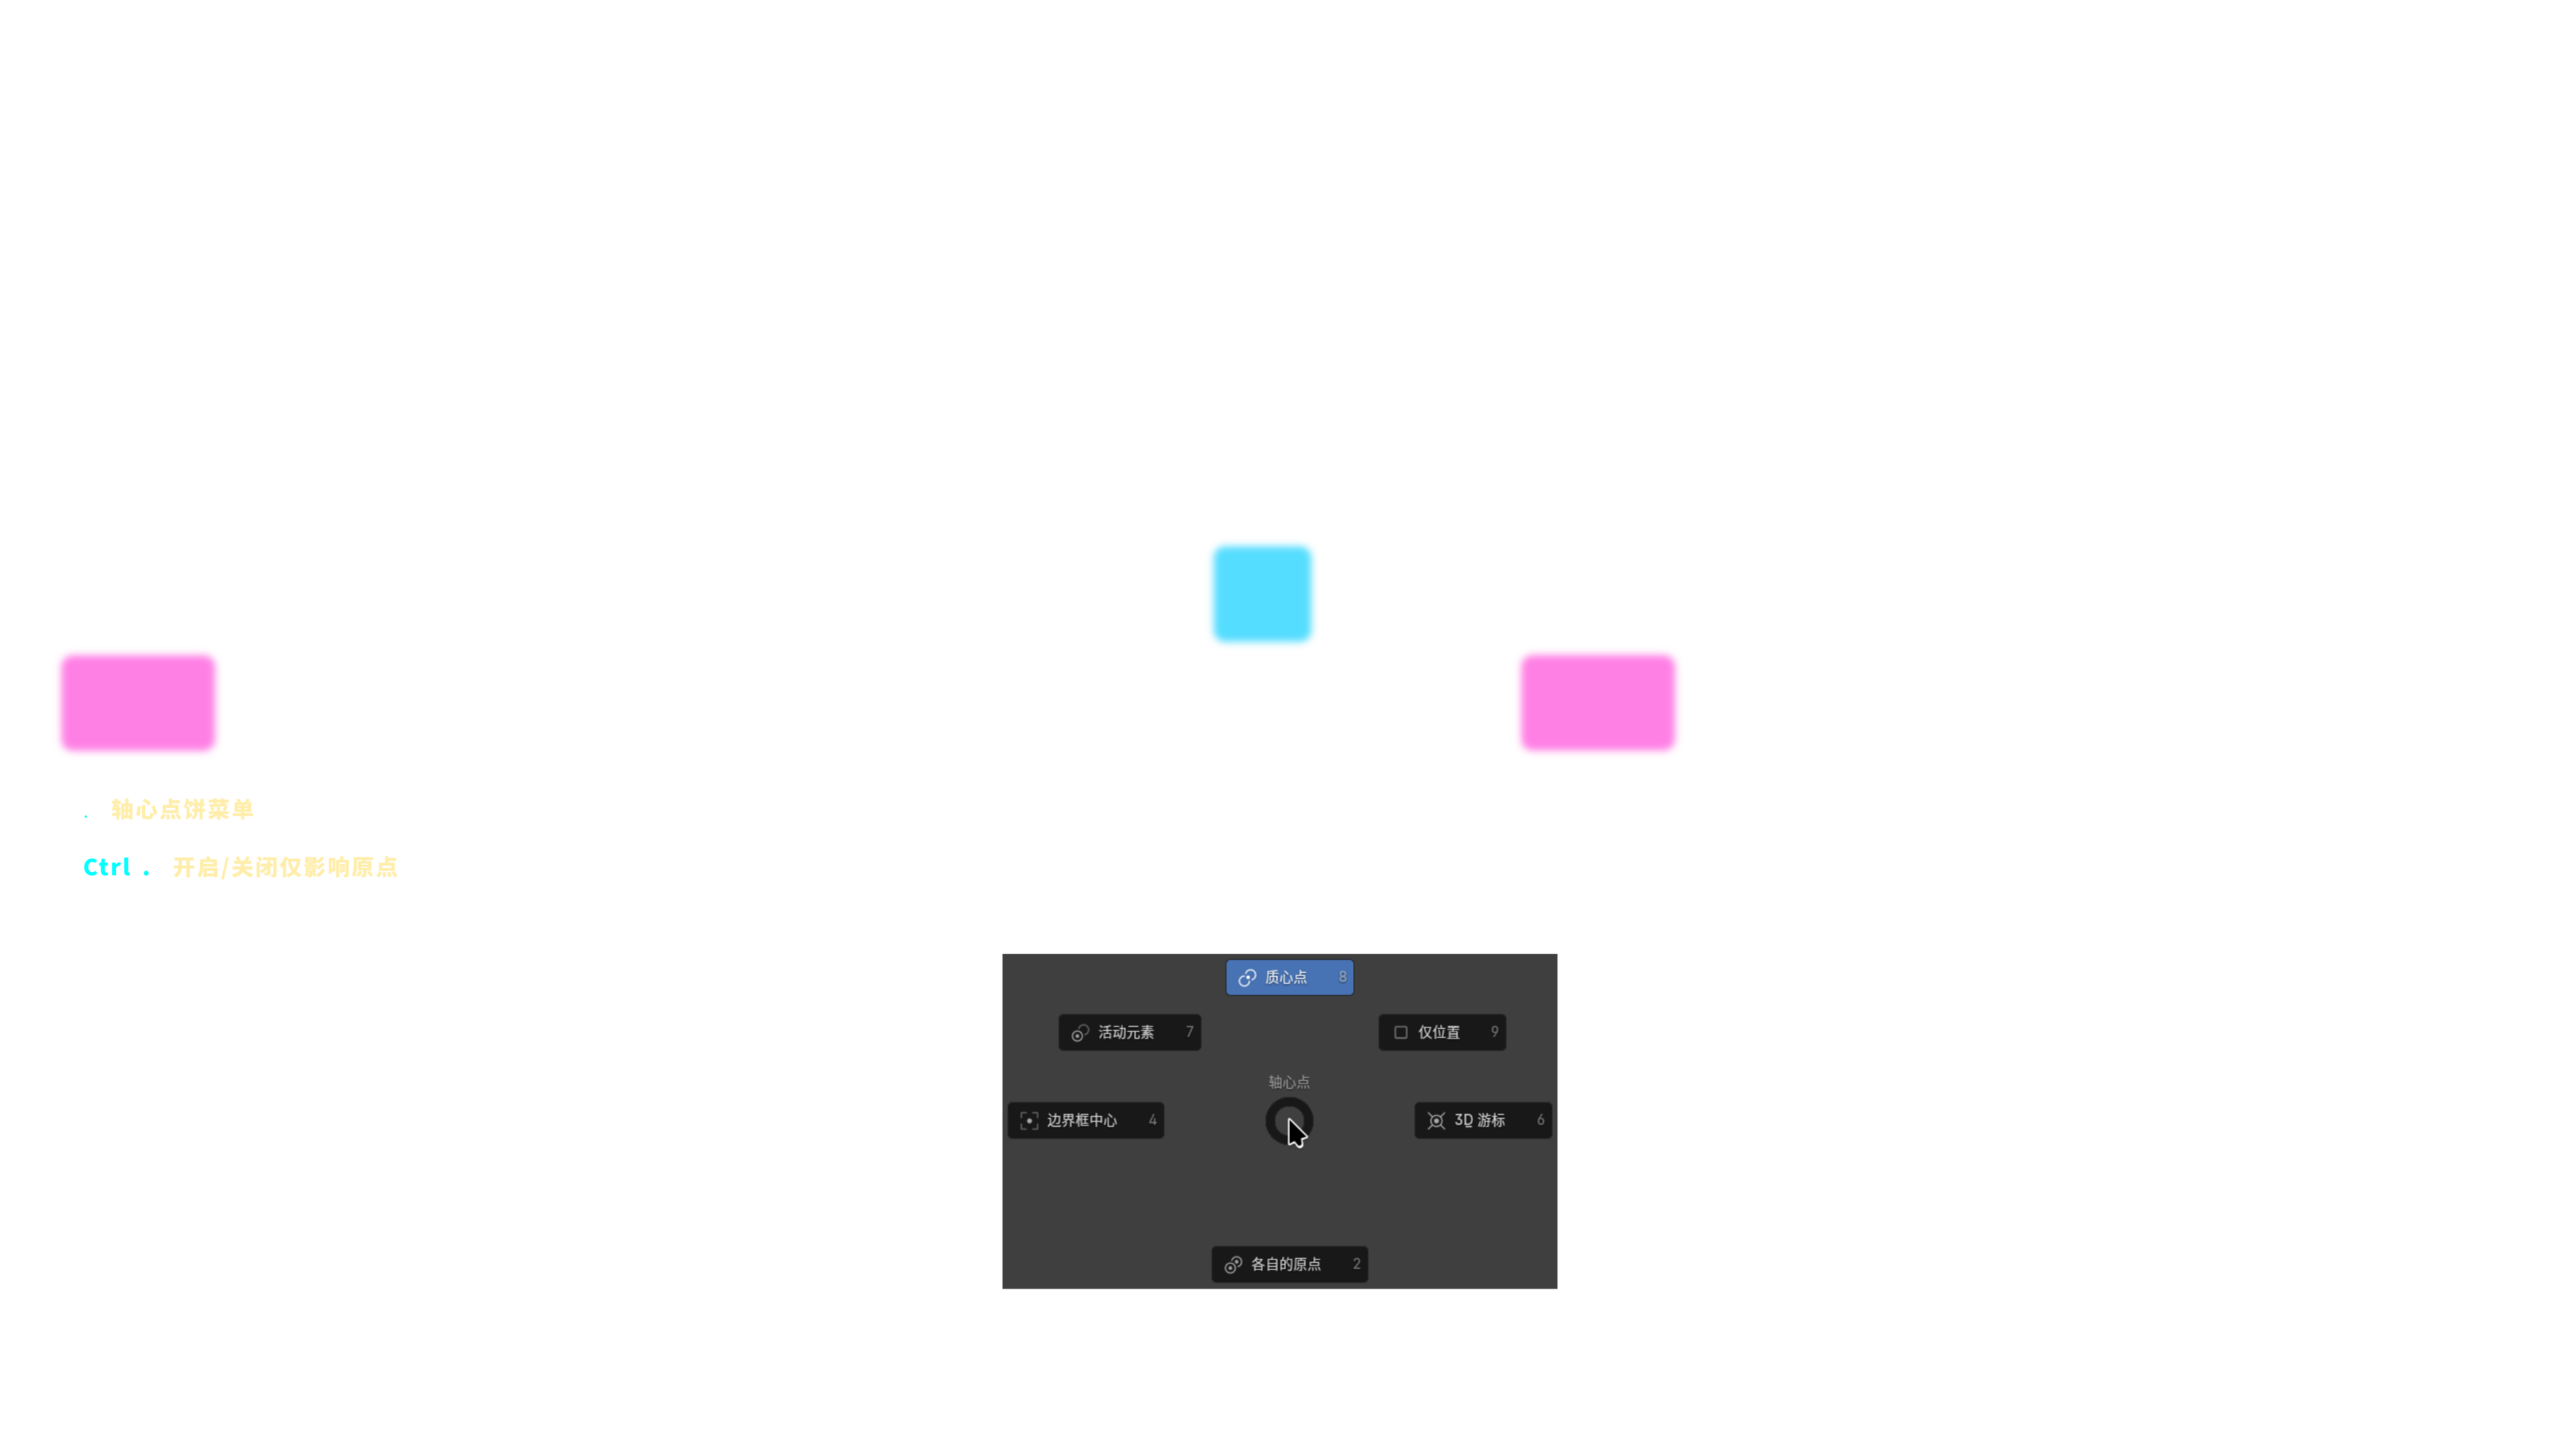 . 轴心点饼菜单
Ctrl . 开启/关闭仅影响原点
质心点 8
活动元素 7
仅位置 9
轴心点
边界框中心 4
3D 游标 6
各自的原点 2